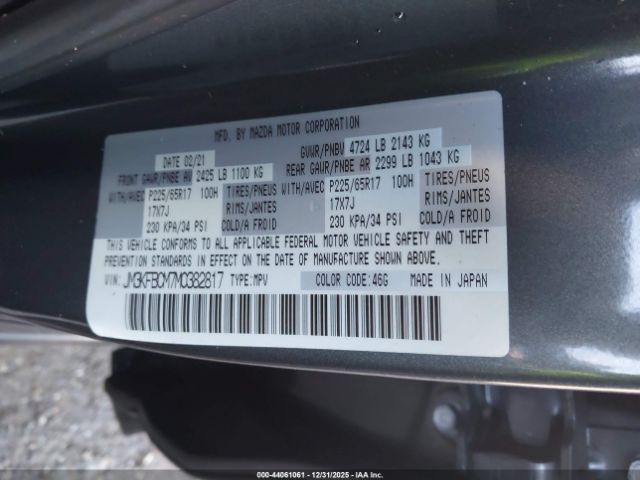 MFD. BY MAZDA MOTOR CORPORATION
DATE 02/21 GVWR/PNBV 4724 LB 2143 KG
FRONT GAWR/PNBE AV 2425 LB 1100 KG REAR GAWR/PNBE AR 2299 LB 1043 KG
WITH/AVEC P225/65R17 100H TIRES/PNEUS WITH/AVEC P225/65R17 100H TIRES/PNEUS
17X7J RIMS/JANTES 17X7J RIMS/JANTES
230 KPA/34 PSI COLD/A FROID 230 KPA/34 PSI COLD/A FROID
THIS VEHICLE CONFORMS TO ALL APPLICABLE FEDERAL MOTOR VEHICLE SAFETY AND THEFT
PREVENTION STANDARDS IN EFFECT ON THE DATE OF MANUFACTURE SHOWN ABOVE.
VIN: JM3KFBCM7M0382817 TYPE:MPV COLOR CODE:46G MADE IN JAPAN
000-44061061 - 12/31/2025 - IAAI.com